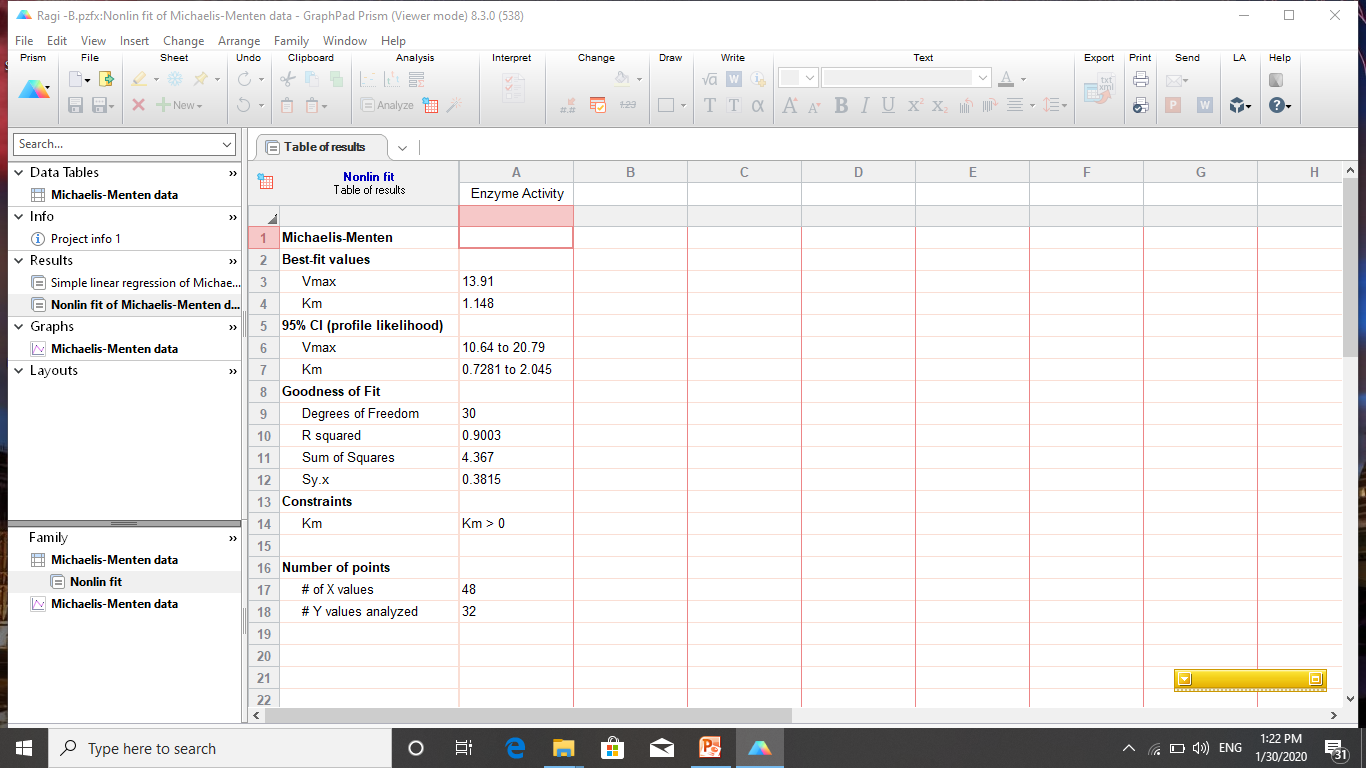 Ragi -B.pzfx:Nonlin fit of Michaelis-Menten data - GraphPad Prism (Viewer mode) 8.3.0 (538)
File Edit View Insert Change Arrange Family Window Help
Prism File Sheet Undo Clipboard Analysis Interpret Change Draw Write Text Export Print Send LA Help
Analyze
New
Search...
Data Tables
Michaelis-Menten data
Info
Project info 1
Results
Simple linear regression of Michae...
Nonlin fit of Michaelis-Menten d...
Graphs
Michaelis-Menten data
Layouts
Family
Michaelis-Menten data
Nonlin fit
Michaelis-Menten data
Table of results
Nonlin fit
Table of results
A B C D E F G H
Enzyme Activity
1 Michaelis-Menten
2 Best-fit values
3 Vmax 13.91
4 Km 1.148
5 95% CI (profile likelihood)
6 Vmax 10.64 to 20.79
7 Km 0.7281 to 2.045
8 Goodness of Fit
9 Degrees of Freedom 30
10 R squared 0.9003
11 Sum of Squares 4.367
12 Sy.x 0.3815
13 Constraints
14 Km Km > 0
15
16 Number of points
17 # of X values 48
18 # Y values analyzed 32
19
20
21
22
Type here to search
ENG
1:22 PM
1/30/2020
31